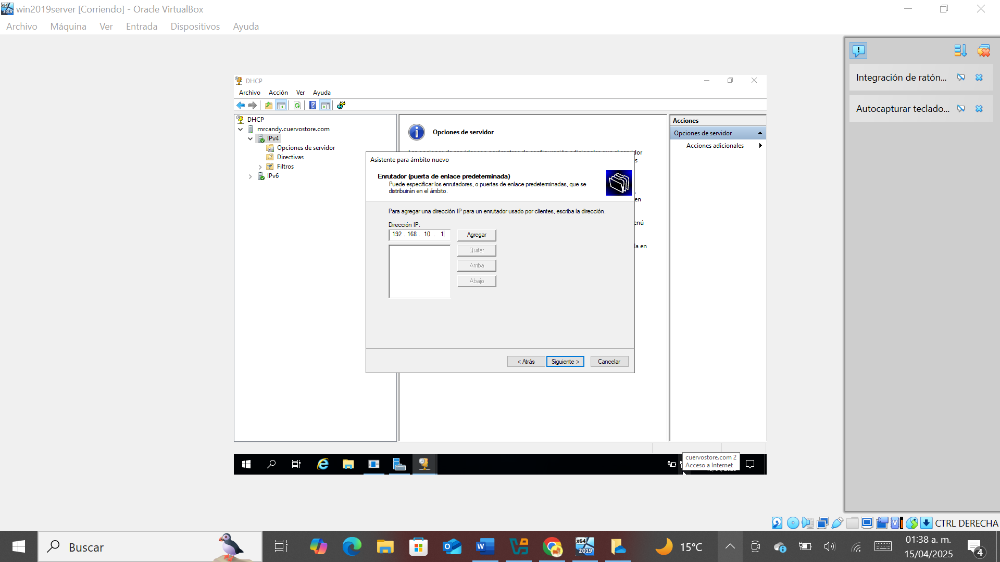 win2019server [Corriendo] - Oracle VirtualBox
Archivo Máquina Ver Entrada Dispositivos Ayuda
Integración de ratón...
Autocapturar teclado...
DHCP
Archivo Acción Ver Ayuda
DHCP
mrcandy.cuervostore.com
IPv4
Opciones de servidor
Directivas
Filtros
IPv6
Opciones de servidor
Acciones
Opciones de servidor
Acciones adicionales
Asistente para ámbito nuevo
Enrutador (puerta de enlace predeterminada)
Puede especificar los enrutadores, o puertas de enlace predeterminadas, que se
distribuirán en el ámbito.
Para agregar una dirección IP para un enrutador usado por clientes, escriba la dirección.
Dirección IP:
192 . 168 . 10 . 1
Agregar
Quitar
Arriba
Abajo
< Atrás Siguiente > Cancelar
en
la en
cuervostore.com 2
Acceso a Internet
CTRL DERECHA
Buscar
x64
2019
15°C
01:38 a. m.
15/04/2025
4